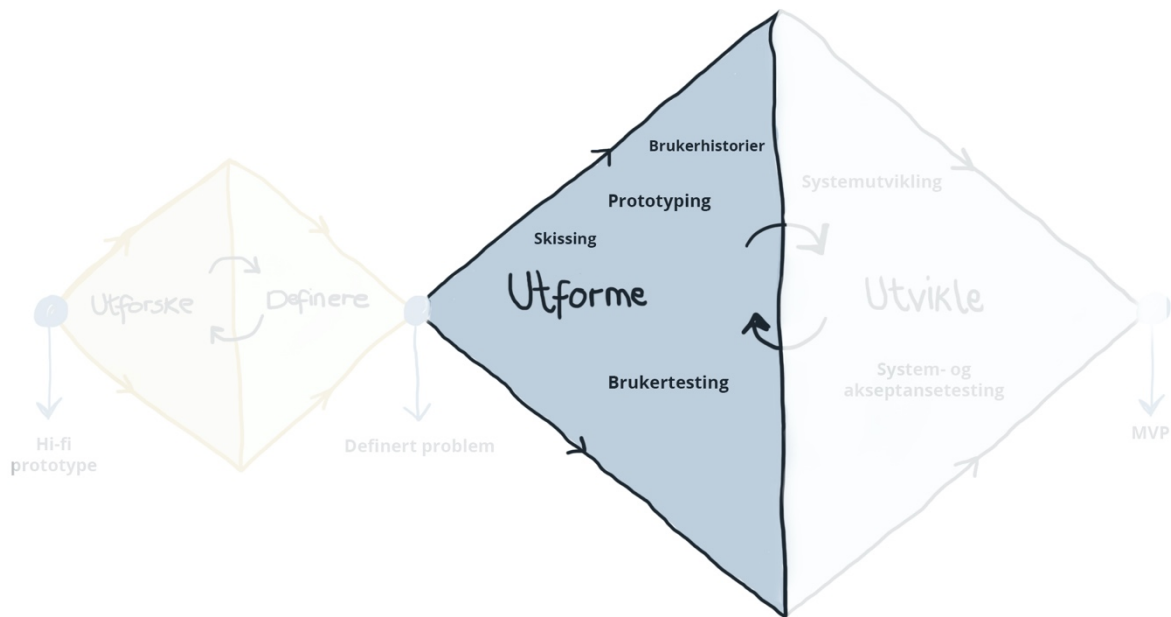 Brukerhistorier
Systemutvikling
Prototyping
Skissing
Utforske
Definere
Utforme
Utvikle
Brukertesting
System- og
akseptansetesting
Hi-fi
prototype
Definert problem
MVP